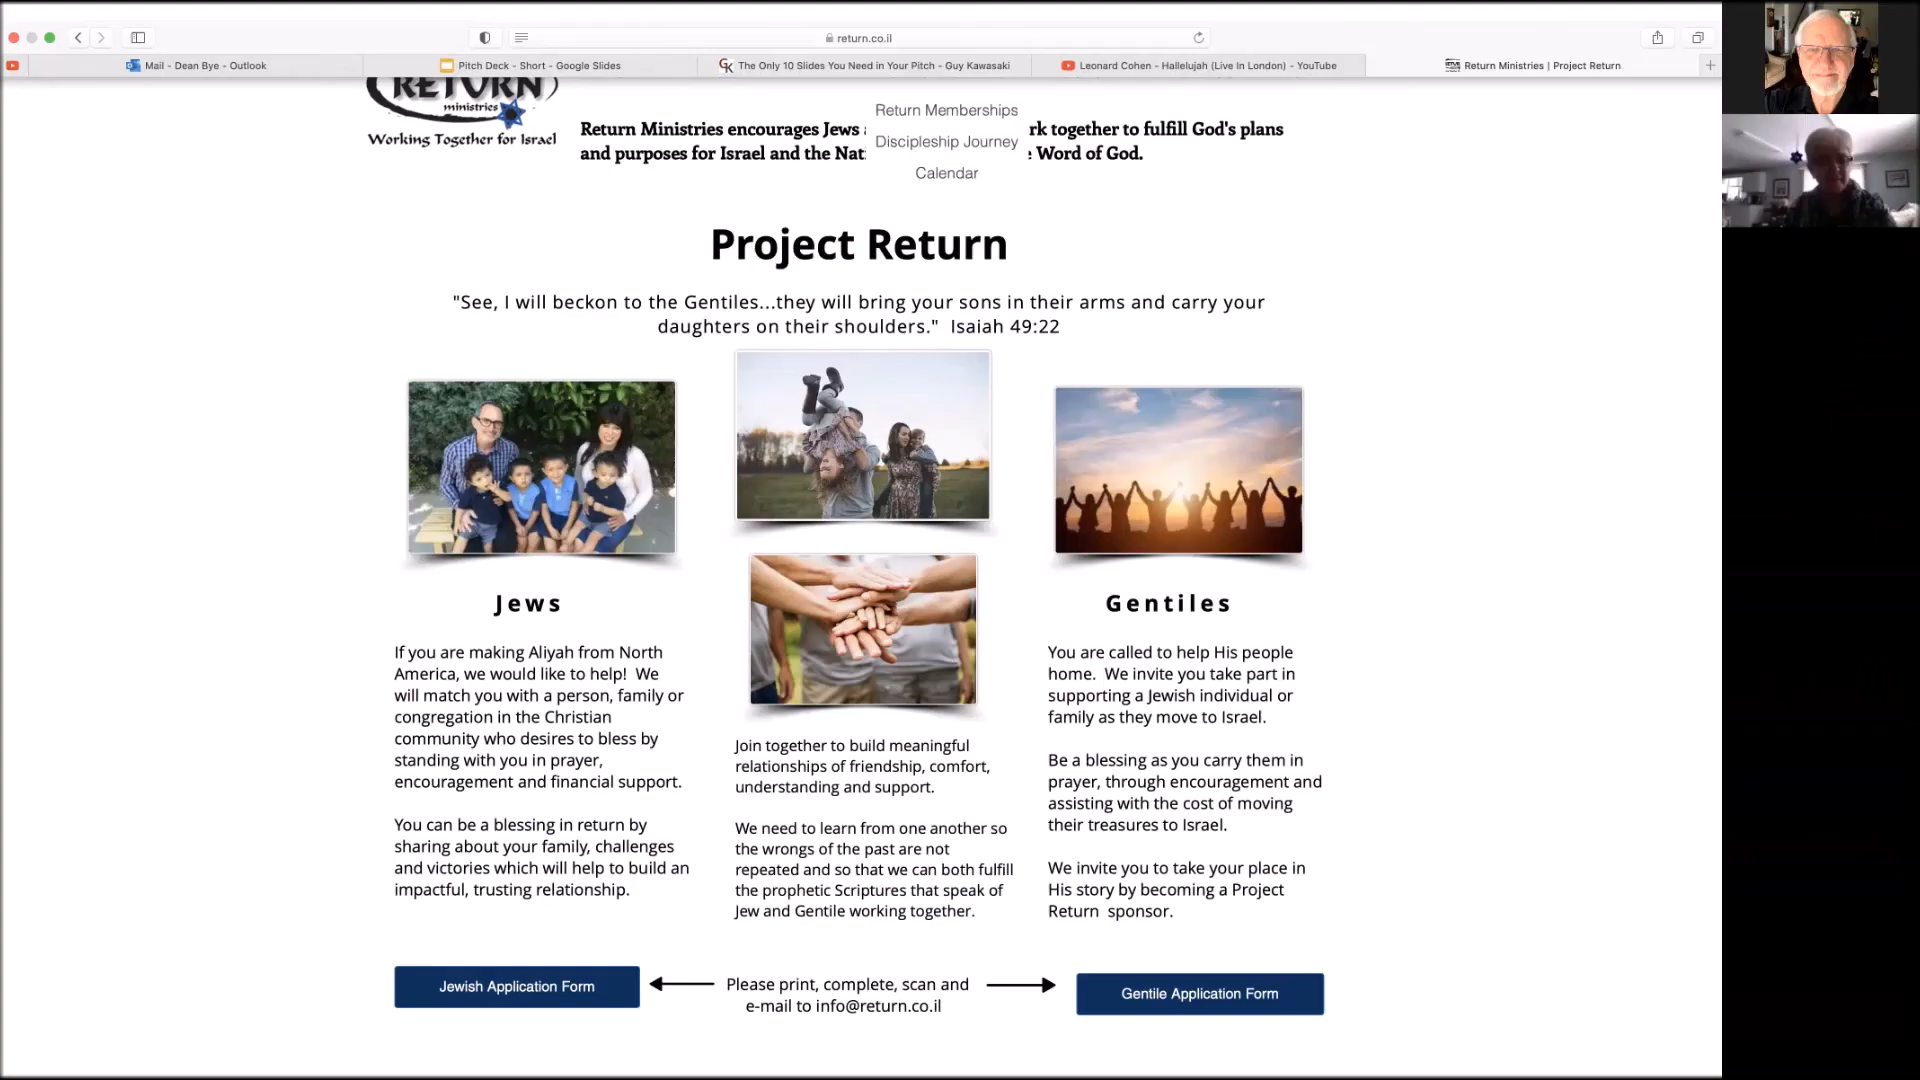 return.co.il
Mail - Dean Bye - Outlook
Pitch Deck - Short - Google Slides
GK The Only 10 Slides You Need in Your Pitch - Guy Kawasaki
Leonard Cohen - Hallelujah (Live In London) - YouTube
Return Ministries | Project Return
RETURN
ministries
Working Together for Israel
Return Memberships
Discipleship Journey
Calendar
Return Ministries encourages Jews rk together to fulfill God's plans
and purposes for Israel and the Nat Word of God.
Project Return
"See, I will beckon to the Gentiles...they will bring your sons in their arms and carry your
daughters on their shoulders." Isaiah 49:22
Jews
If you are making Aliyah from North
America, we would like to help! We
will match you with a person, family or
congregation in the Christian
community who desires to bless by
standing with you in prayer,
encouragement and financial support.
You can be a blessing in return by
sharing about your family, challenges
and victories which will help to build an
impactful, trusting relationship.
Join together to build meaningful
relationships of friendship, comfort,
understanding and support.
We need to learn from one another so
the wrongs of the past are not
repeated and so that we can both fulfill
the prophetic Scriptures that speak of
Jew and Gentile working together.
Gentiles
You are called to help His people
home. We invite you take part in
supporting a Jewish individual or
family as they move to Israel.
Be a blessing as you carry them in
prayer, through encouragement and
assisting with the cost of moving
their treasures to Israel.
We invite you to take your place in
His story by becoming a Project
Return sponsor.
Jewish Application Form
Please print, complete, scan and
e-mail to info@return.co.il
Gentile Application Form